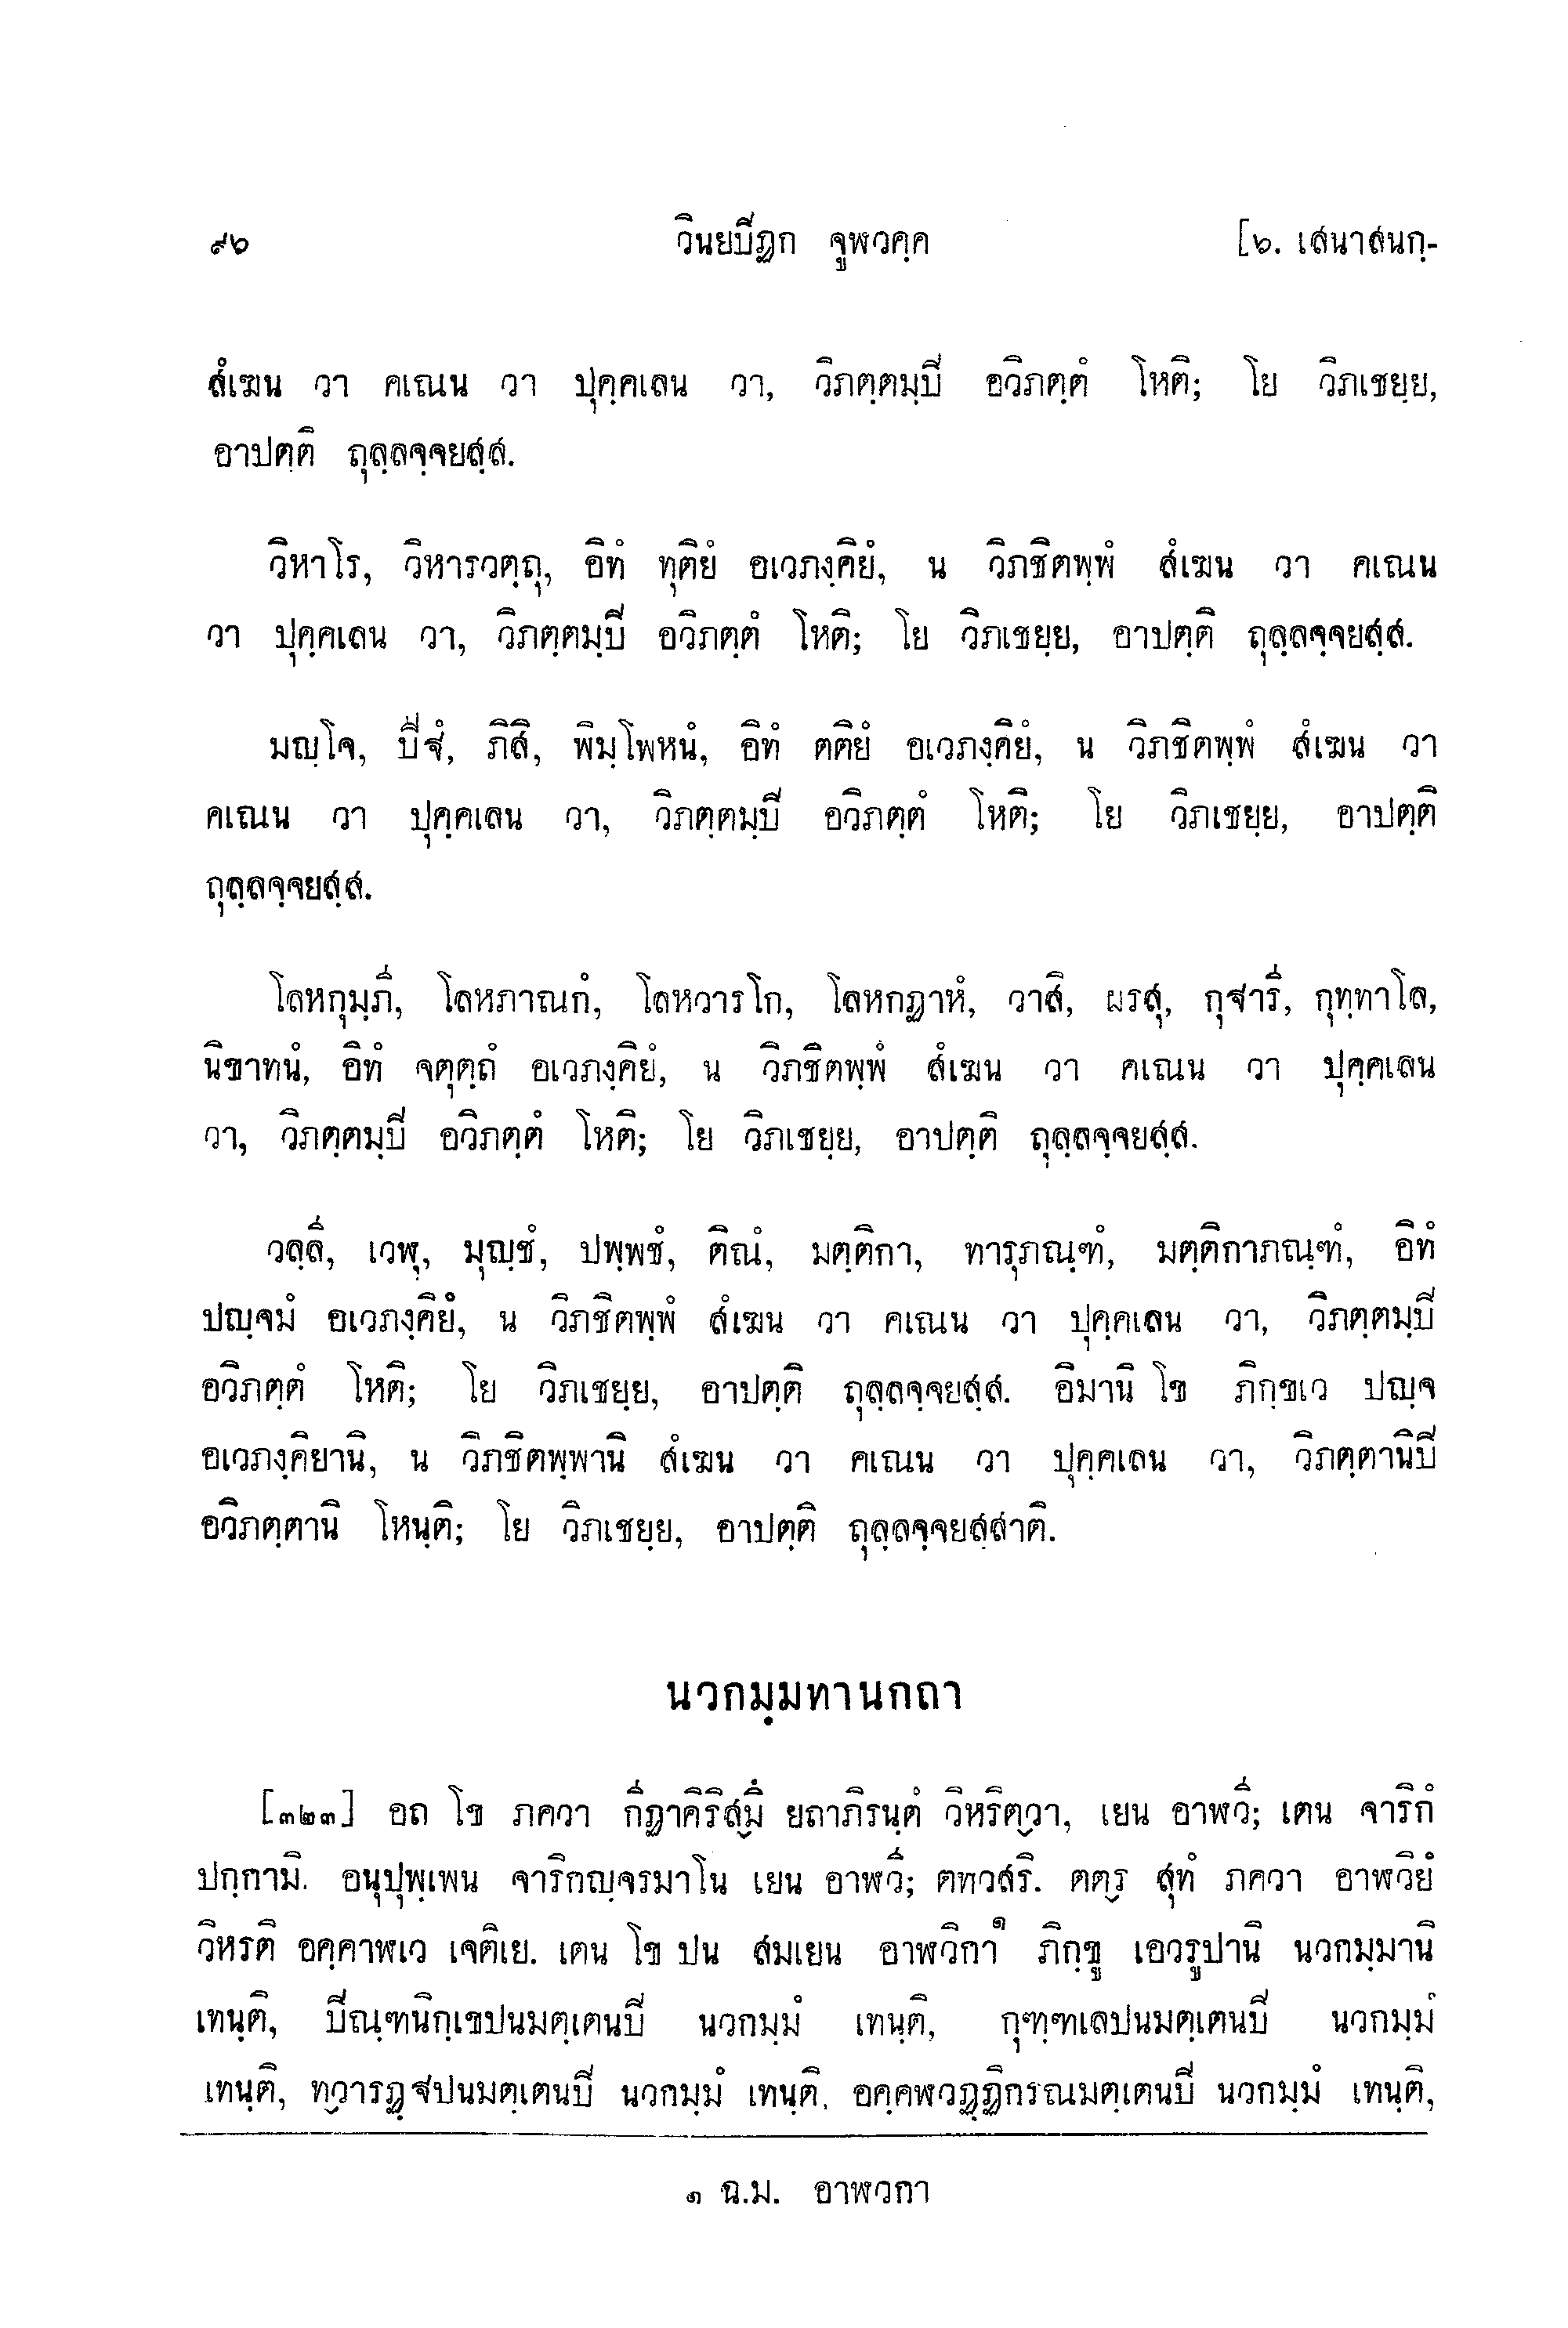 ๙๖ วินยปิฏก จูฬวคฺค [๖. เสนาสนกฺ-
สํเฆน วา คเณน วา ปุคฺคเลน วา, วิภตฺตมฺปิ อวิภตฺตํ โหติ; โย วิภเชยฺย,
อาปตฺติ ถุลฺลจฺจยสฺส.
วิหาโร, วิหารวตฺถุ, อิทํ ทุติยํ อเวภงฺคิยํ, น วิภชิตพฺพํ สํเฆน วา คเณน
วา ปุคฺคเลน วา, วิภตฺตมฺปิ อวิภตฺตํ โหติ; โย วิภเชยฺย, อาปตฺติ ถุลฺลจฺจยสฺส.
มญฺโจ, ปีฐํ, ภิสิ, พิมฺโพหนํ, อิทํ ตติยํ อเวภงฺคิยํ, น วิภชิตพฺพํ สํเฆน วา
คเณน วา ปุคฺคเลน วา, วิภตฺตมฺปิ อวิภตฺตํ โหติ; โย วิภเชยฺย, อาปตฺติ
ถุลฺลจฺจยสฺส.
โลหกุมฺภี, โลหภาณกํ, โลหวารโก, โลหกฏาหํ, วาสิ, ผรสุ, กุฐารี, กุทฺทาโล,
นิขาทนํ, อิทํ จตุตฺถํ อเวภงฺคิยํ, น วิภชิตพฺพํ สํเฆน วา คเณน วา ปุคฺคเลน
วา, วิภตฺตมฺปิ อวิภตฺตํ โหติ; โย วิภเชยฺย, อาปตฺติ ถุลฺลจฺจยสฺส.
วลฺลี, เวฬุ, มุญฺชํ, ปพฺพชํ, ติณํ, มตฺติกา, ทารุภณฺฑํ, มตฺติกาภณฺฑํ, อิทํ
ปญฺจมํ อเวภงฺคิยํ, น วิภชิตพฺพํ สํเฆน วา คเณน วา ปุคฺคเลน วา, วิภตฺตมฺปิ
อวิภตฺตํ โหติ; โย วิภเชยฺย, อาปตฺติ ถุลฺลจฺจยสฺส. อิมานิ โข ภิกฺขเว ปญฺจ
อเวภงฺคิยานิ, น วิภชิตพฺพานิ สํเฆน วา คเณน วา ปุคฺคเลน วา, วิภตฺตานิปิ
อวิภตฺตานิ โหนฺติ; โย วิภเชยฺย, อาปตฺติ ถุลฺลจฺจยสฺสาติ.
นวกมฺมทานกถา
[๓๒๓] อถ โข ภควา กีฏาคิริสฺมึ ยถาภิรนฺตํ วิหริตฺวา, เยน อาฬวี; เตน จาริกํ
ปกฺกามิ. อนุปุพฺเพน จาริกญฺจรมาโน เยน อาฬวี; ตทวสริ. ตตฺร สุทํ ภควา อาฬวิยํ
วิหรติ อคฺคาฬเว เจติเย. เตน โข ปน สมเยน อาฬวิกา๑ ภิกฺขู เอวรูปานิ นวกมฺมานิ
เทนฺติ, ปิณฺฑนิกฺเขปนมตฺเตนปิ นวกมฺมํ เทนฺติ, กุฑฺฑเลปนมตฺเตนปิ นวกมฺมํ
เทนฺติ, ทฺวารฏฺฐปนมตฺเตนปิ นวกมฺมํ เทนฺติ, อคฺคฬวฏฺฏิกรณมตฺเตนปิ นวกมฺมํ เทนฺติ,
๑ ฉ.ม. อาฬวกา